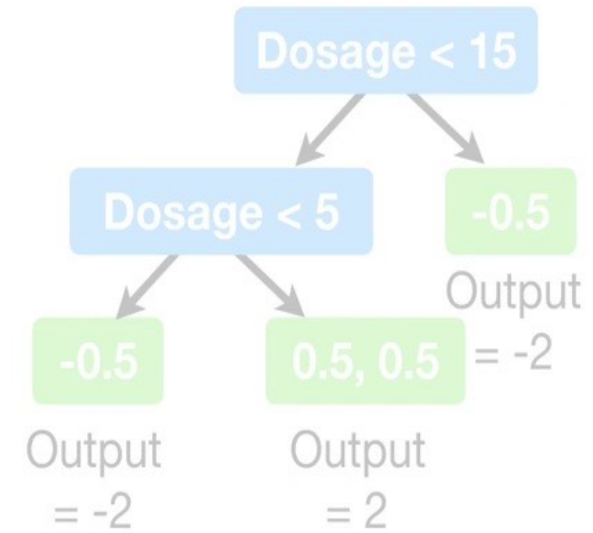 Dosage < 15
Dosage < 5
-0.5
Output
= -2
-0.5
0.5, 0.5
Output
= -2
Output
= 2